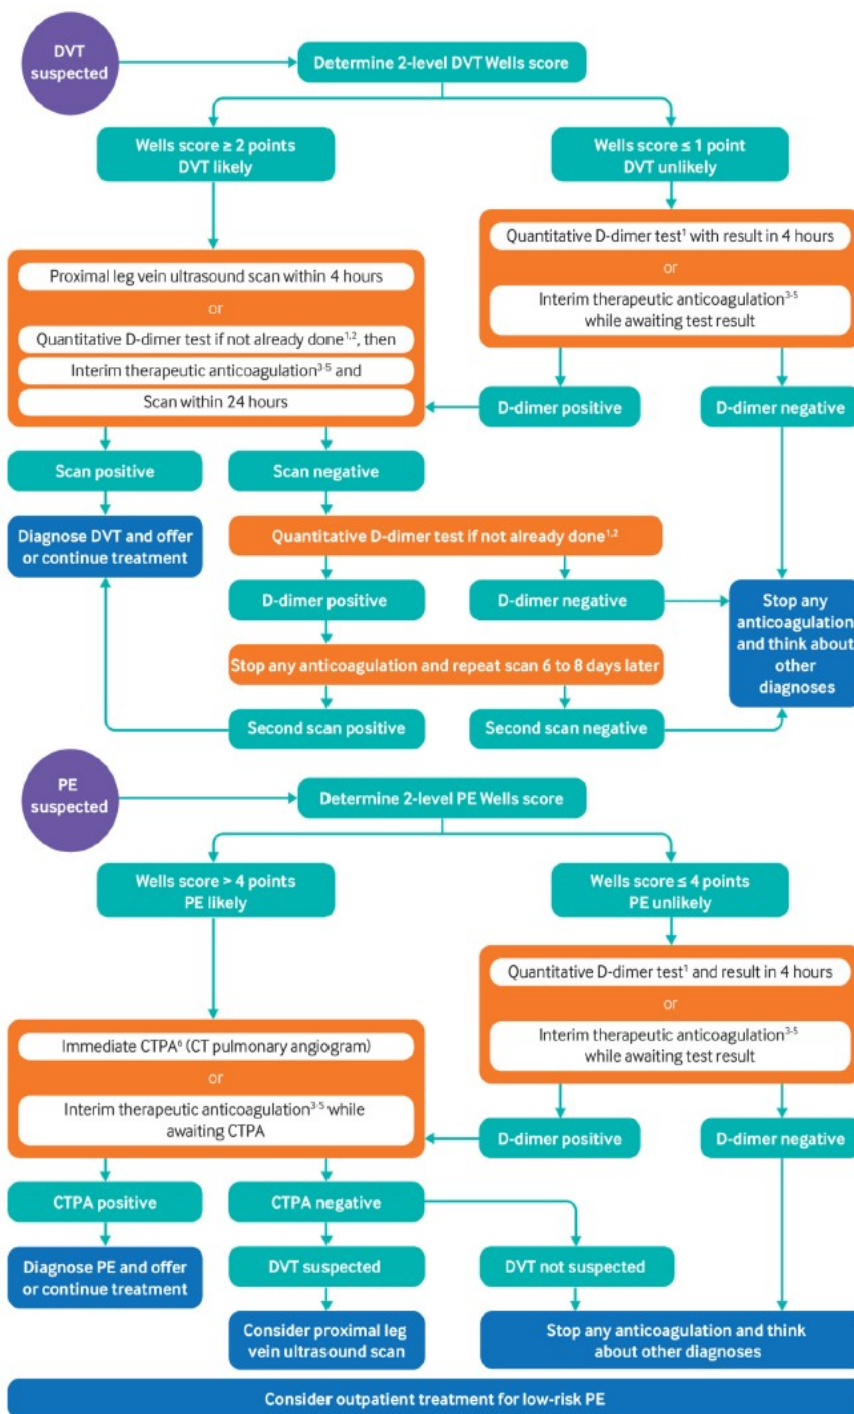 DVT
suspected
Determine 2-level DVT Wells score
Wells score ≥ 2 points
DVT likely
Wells score ≤ 1 point
DVT unlikely
Proximal leg vein ultrasound scan within 4 hours
or
Quantitative D-dimer test if not already done1,2, then
Interim therapeutic anticoagulation3-5 and
Scan within 24 hours
Quantitative D-dimer test1 with result in 4 hours
or
Interim therapeutic anticoagulation3-5
while awaiting test result
D-dimer positive
D-dimer negative
Scan positive
Scan negative
Diagnose DVT and offer
or continue treatment
Quantitative D-dimer test if not already done1,2
D-dimer positive
D-dimer negative
Stop any
anticoagulation
and think about
other
diagnoses
Stop any anticoagulation and repeat scan 6 to 8 days later
Second scan positive
Second scan negative
PE
suspected
Determine 2-level PE Wells score
Wells score > 4 points
PE likely
Wells score ≤ 4 points
PE unlikely
Quantitative D-dimer test1 and result in 4 hours
or
Interim therapeutic anticoagulation3-5
while awaiting test result
Immediate CTPA6 (CT pulmonary angiogram)
or
Interim therapeutic anticoagulation3-5 while
awaiting CTPA
D-dimer positive
D-dimer negative
CTPA positive
CTPA negative
Diagnose PE and offer
or continue treatment
DVT suspected
DVT not suspected
Consider proximal leg
vein ultrasound scan
Stop any anticoagulation and think
about other diagnoses
Consider outpatient treatment for low-risk PE